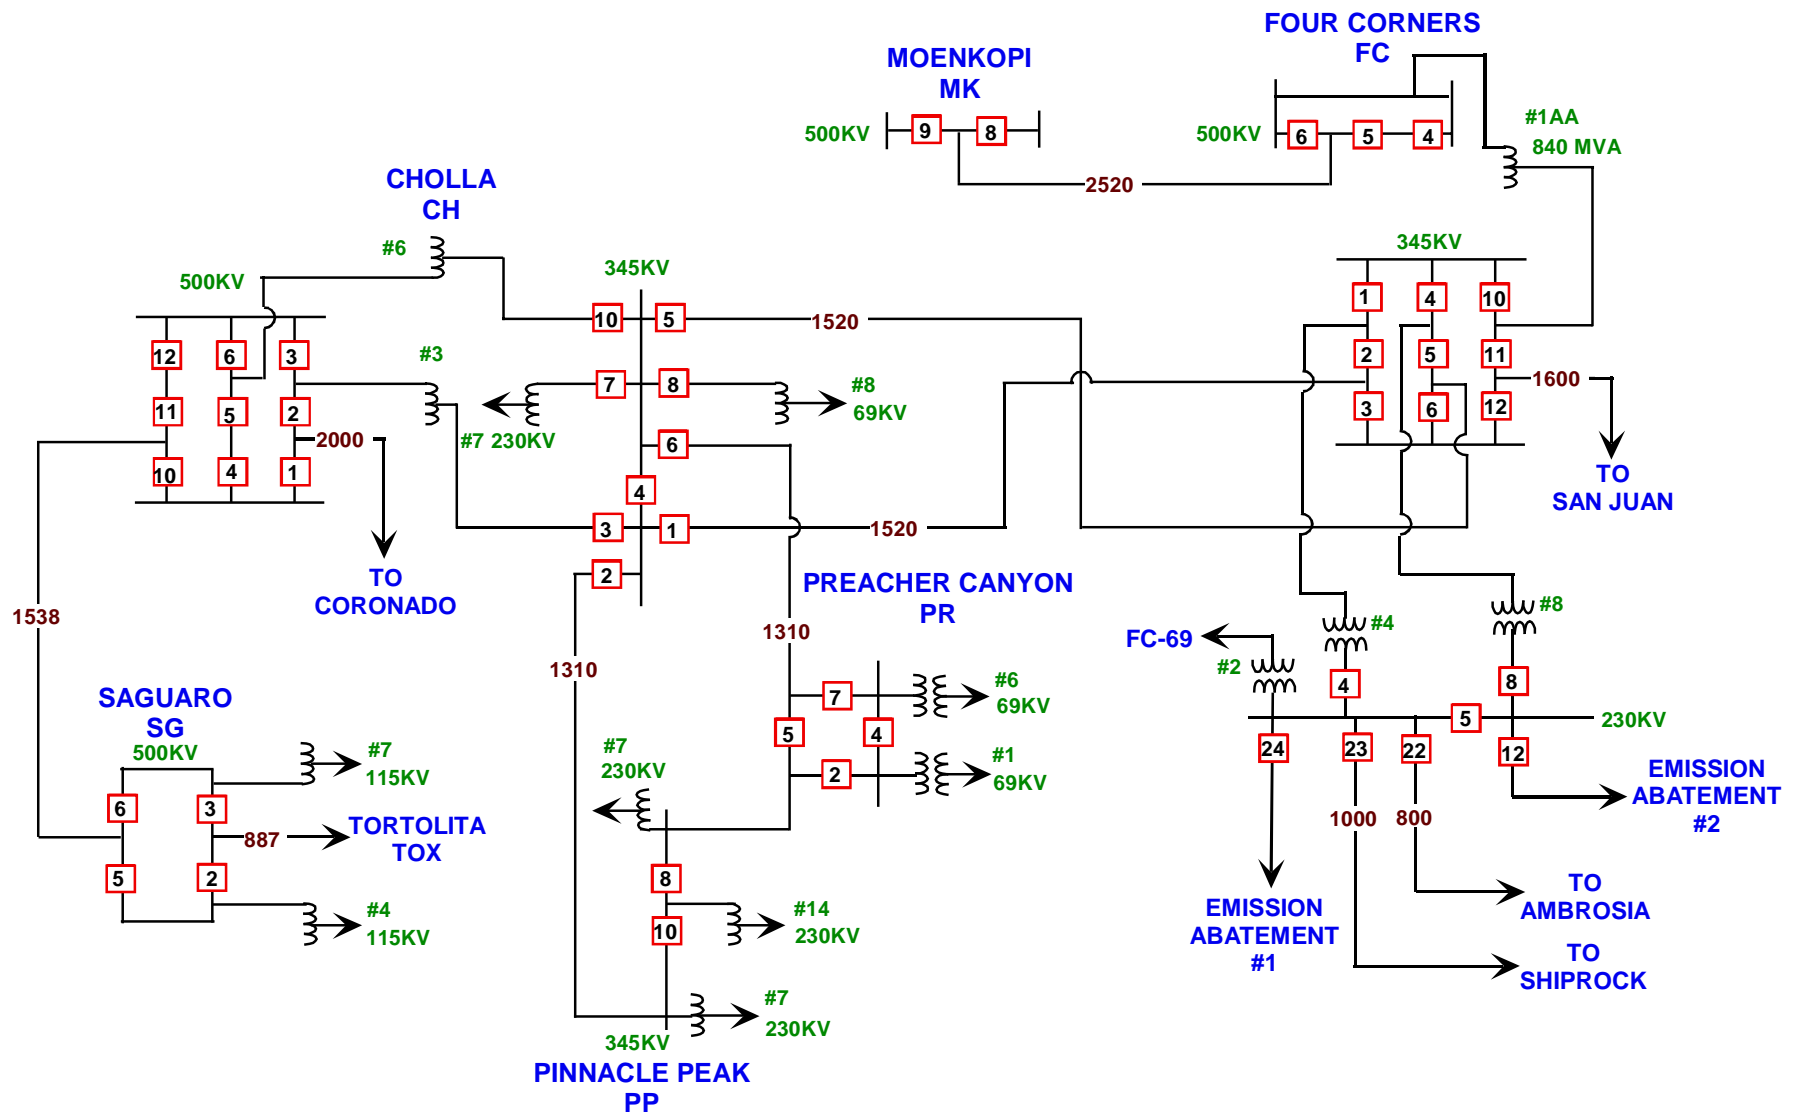 FOUR CORNERS
FC
MOENKOPI
MK
500KV
9
8
2520
500KV
6
5
4
#1AA
840 MVA
CHOLLA
CH
#6
500KV
12
6
3
11
5
2
10
4
1
2000
TO
CORONADO
#3
345KV
10
5
1520
7
8
#7 230KV
#8
69KV
6
4
3
1
1520
2
1310
1310
345KV
1
4
10
2
5
11
3
6
12
1600
TO
SAN JUAN
1538
SAGUARO
SG
500KV
6
3
5
2
#7
115KV
887
TORTOLITA
TOX
#4
115KV
PREACHER CANYON
PR
7
5
4
2
#6
69KV
#1
69KV
#7
230KV
8
10
#14
230KV
#7
230KV
345KV
PINNACLE PEAK
PP
FC-69
#2
#4
#8
4
8
5
230KV
24
23
22
12
1000
800
EMISSION
ABATEMENT
#2
EMISSION
ABATEMENT
#1
TO
AMBROSIA
TO
SHIPROCK